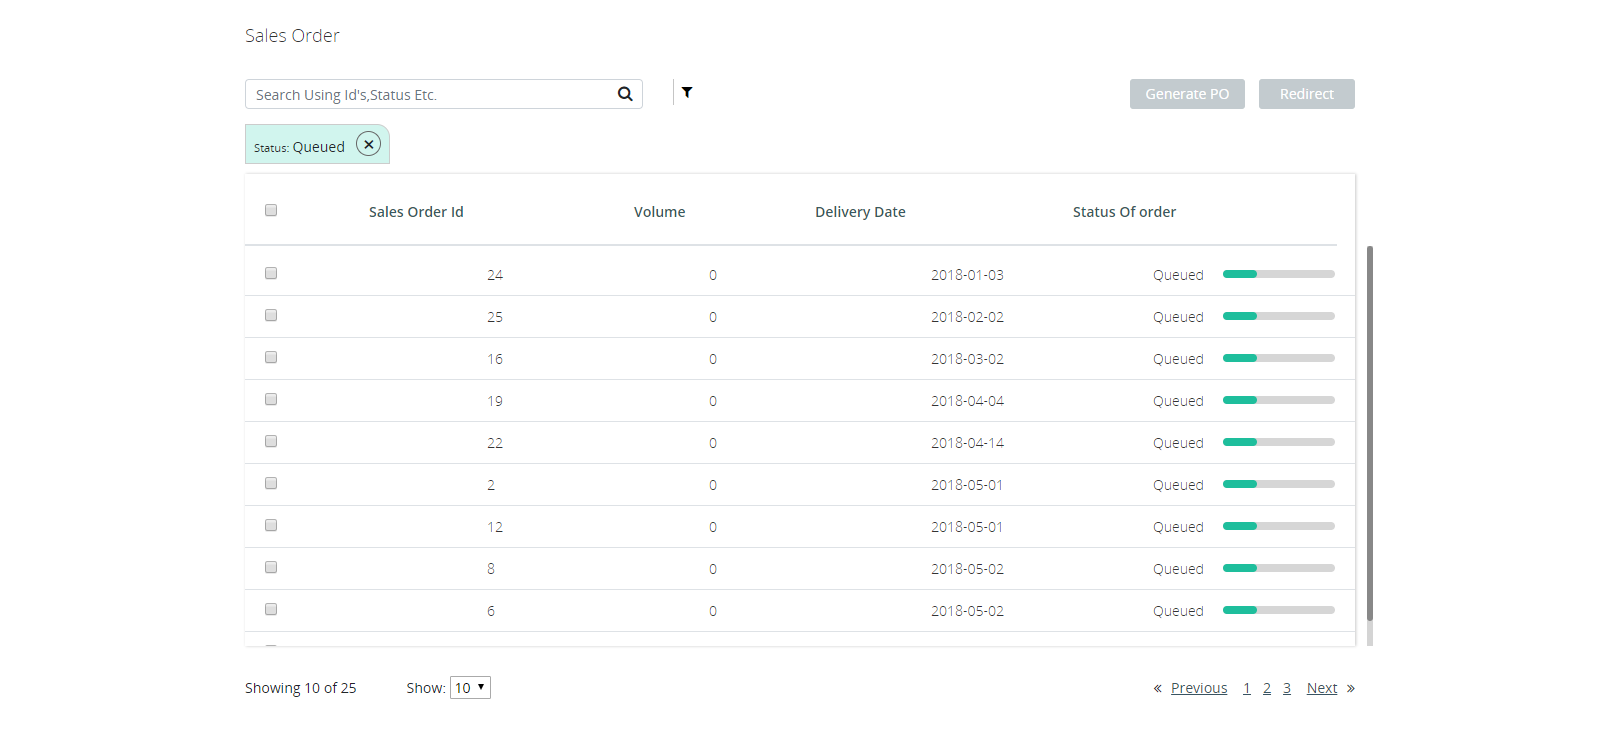 Sales Order
Search Using Id's,Status Etc.
Generate PO Redirect
Status: Queued
Sales Order Id Volume Delivery Date Status Of order
24 0 2018-01-03 Queued
25 0 2018-02-02 Queued
16 0 2018-03-02 Queued
19 0 2018-04-04 Queued
22 0 2018-04-14 Queued
2 0 2018-05-01 Queued
12 0 2018-05-01 Queued
8 0 2018-05-02 Queued
6 0 2018-05-02 Queued
Showing 10 of 25 Show: 10 « Previous 1 2 3 Next »